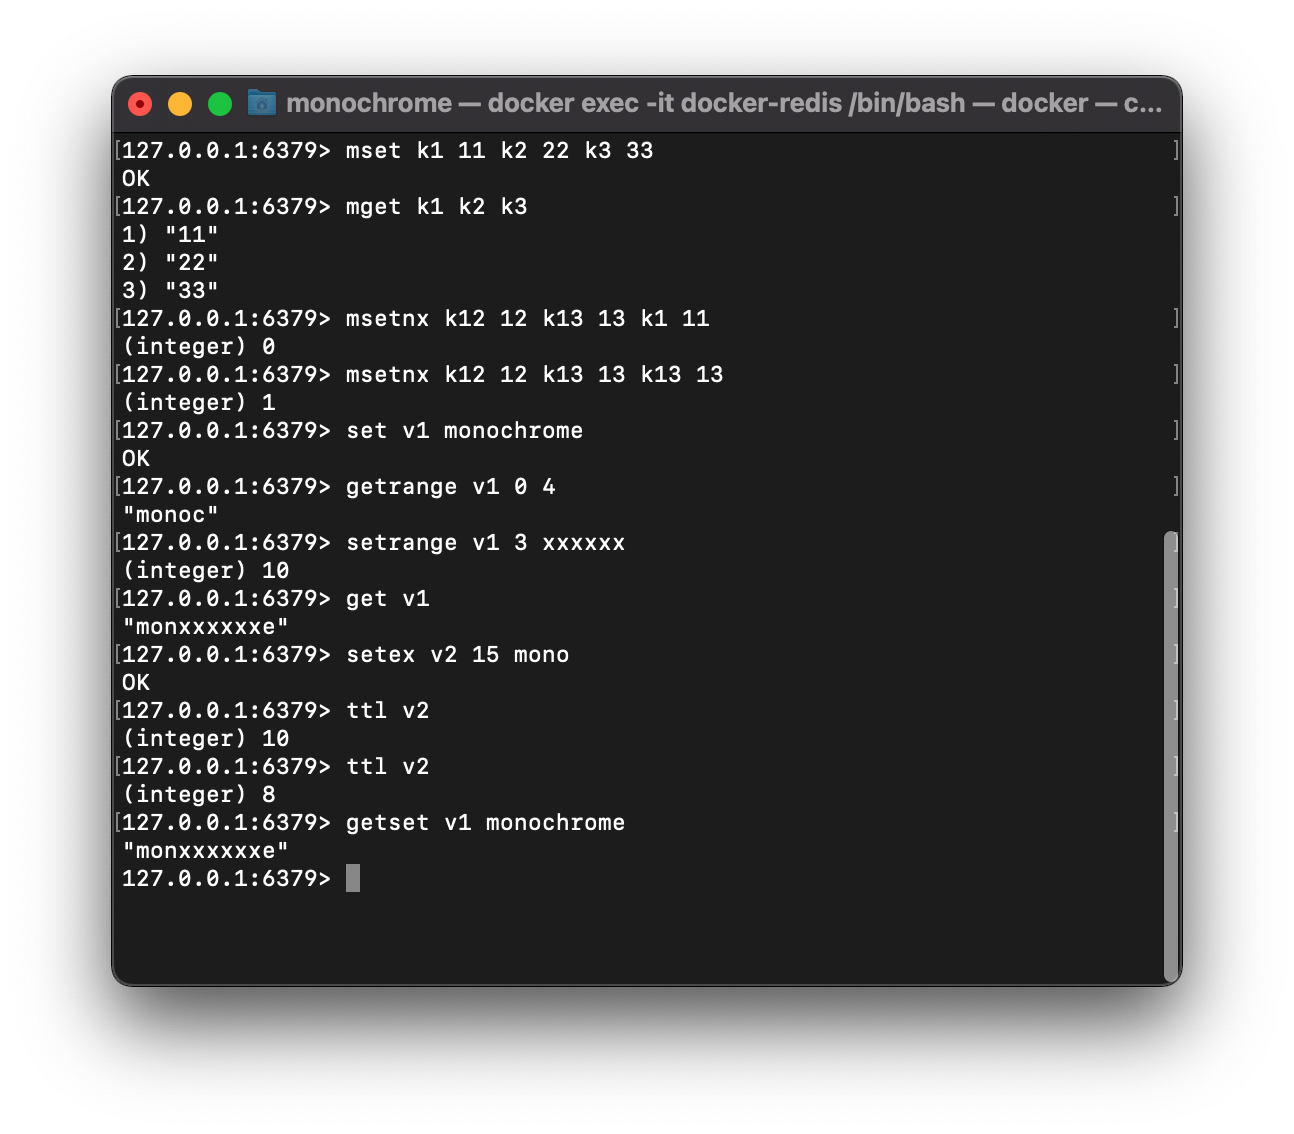 monochrome — docker exec -it docker-redis /bin/bash — docker — c...
[127.0.0.1:6379> mset k1 11 k2 22 k3 33 ]
OK
[127.0.0.1:6379> mget k1 k2 k3 ]
1) "11"
2) "22"
3) "33"
[127.0.0.1:6379> msetnx k12 12 k13 13 k1 11 ]
(integer) 0
[127.0.0.1:6379> msetnx k12 12 k13 13 k13 13 ]
(integer) 1
[127.0.0.1:6379> set v1 monochrome ]
OK
[127.0.0.1:6379> getrange v1 0 4 ]
"monoc"
[127.0.0.1:6379> setrange v1 3 xxxxxx ]
(integer) 10
[127.0.0.1:6379> get v1 ]
"monxxxxxxe"
[127.0.0.1:6379> setex v2 15 mono ]
OK
[127.0.0.1:6379> ttl v2 ]
(integer) 10
[127.0.0.1:6379> ttl v2 ]
(integer) 8
[127.0.0.1:6379> getset v1 monochrome ]
"monxxxxxxe"
127.0.0.1:6379>